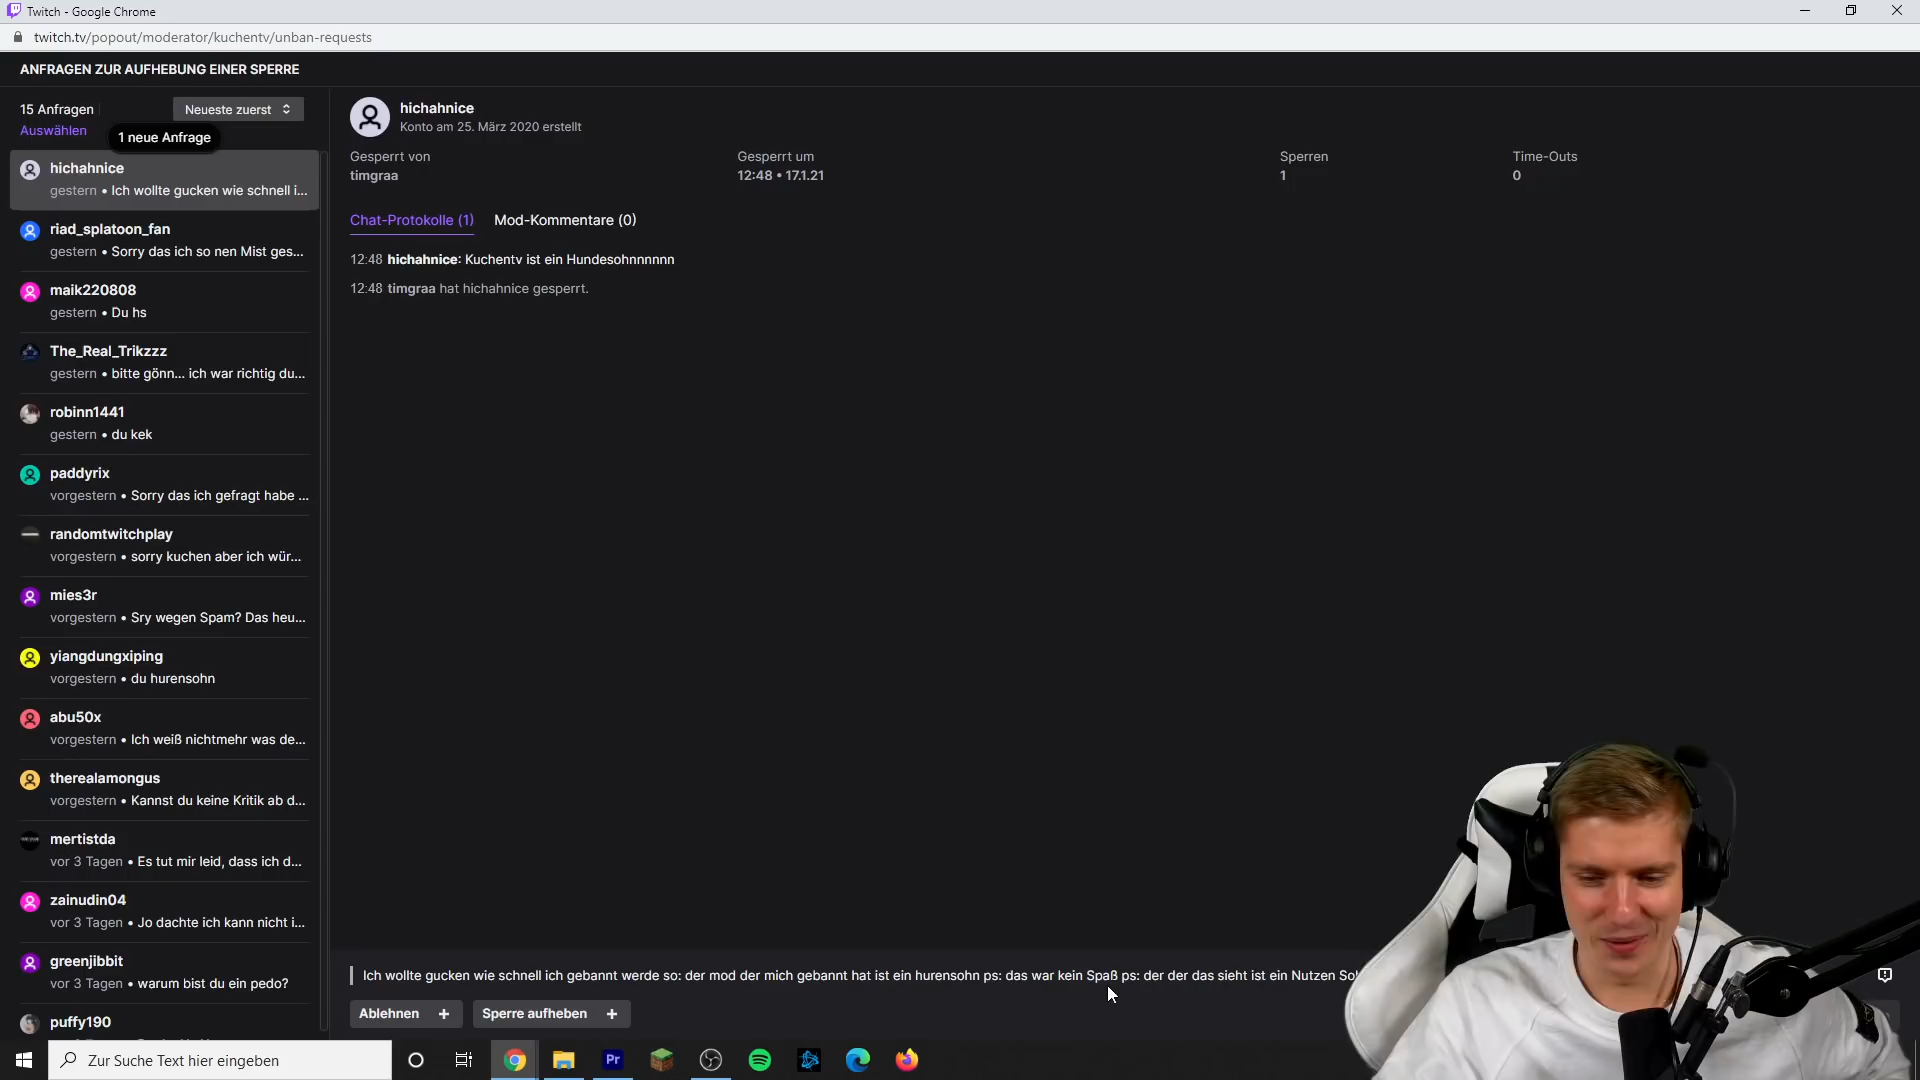 Twitch - Google Chrome
twitch.tv/popout/moderator/kuchentv/unban-requests
ANFRAGEN ZUR AUFHEBUNG EINER SPERRE
15 Anfragen
Neueste zuerst
Auswählen
1 neue Anfrage
hichahnice
gestern • Ich wollte gucken wie schnell i...
riad_splatoon_fan
gestern • Sorry das ich so nen Mist ges...
maik220808
gestern • Du hs
The_Real_Trikzzz
gestern • bitte gönn... ich war richtig du...
robinn1441
gestern • du kek
paddyrix
vorgestern • Sorry das ich gefragt habe ...
randomtwitchplay
vorgestern • sorry kuchen aber ich wür...
mies3r
vorgestern • Sry wegen Spam? Das heu...
yiangdungxiping
vorgestern • du hurensohn
abu50x
vorgestern • Ich weiß nichtmehr was de...
therealamongus
vorgestern • Kannst du keine Kritik ab d...
mertistda
vor 3 Tagen • Es tut mir leid, dass ich d...
zainudin04
vor 3 Tagen • Jo dachte ich kann nicht i...
greenjibbit
vor 3 Tagen • warum bist du ein pedo?
puffy190
hichahnice
Konto am 25. März 2020 erstellt
Gesperrt von
timgraa
Gesperrt um
12:48 • 17.1.21
Sperren
1
Time-Outs
0
Chat-Protokolle (1) Mod-Kommentare (0)
12:48 hichahnice: Kuchentv ist ein Hundesohnnnnnn
12:48 timgraa hat hichahnice gesperrt.
Ich wollte gucken wie schnell ich gebannt werde so: der mod der mich gebannt hat ist ein hurensohn ps: das war kein Spaß ps: der der das sieht ist ein Nutzen
Ablehnen + Sperre aufheben +
Zur Suche Text hier eingeben
Pr